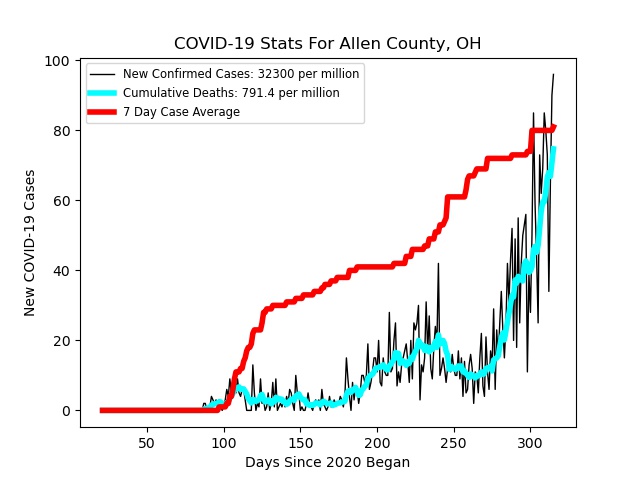 COVID-19 Stats For Allen County, OH
New Confirmed Cases: 32300 per million
Cumulative Deaths: 791.4 per million
7 Day Case Average
New COVID-19 Cases
100
80
60
40
20
0
50 100 150 200 250 300
Days Since 2020 Began